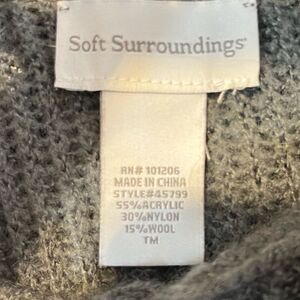 Soft Surroundings
RN# 101206
MADE IN CHINA
STYLE#45799
55%ACRYLIC
30%NYLON
15%WOOL
TM